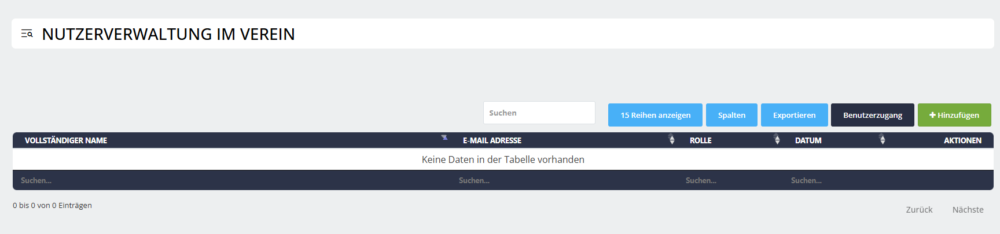 NUTZERVERWALTUNG IM VEREIN
Suchen
15 Reihen anzeigen
Spalten
Exportieren
Benutzerzugang
Hinzufügen
VOLLSTÄNDIGER NAME
E-MAIL ADRESSE
ROLLE
DATUM
AKTIONEN
Keine Daten in der Tabelle vorhanden
Suchen...
Suchen...
Suchen...
Suchen...
0 bis 0 von 0 Einträgen
Zurück
Nächste